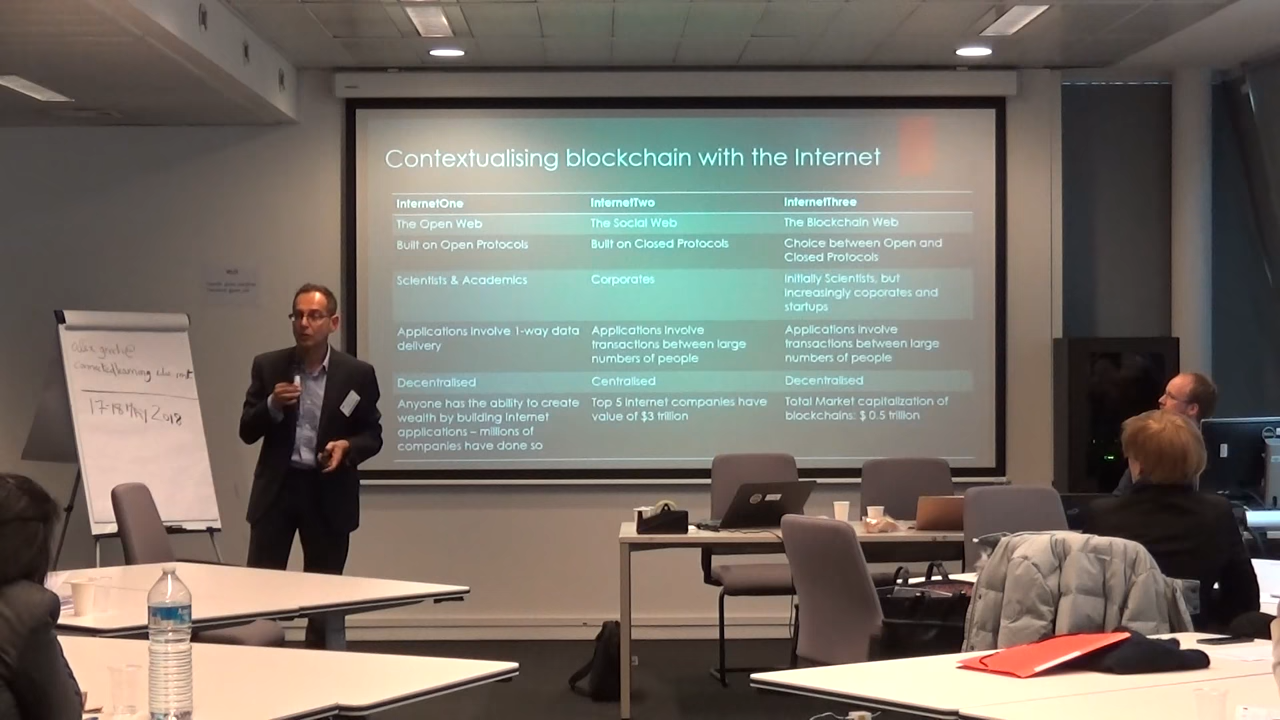 Contextualising blockchain with the Internet
InternetOne
InternetTwo
InternetThree
The Open Web
The Social Web
The Blockchain Web
Built on Open Protocols
Built on Closed Protocols
Choice between Open and
Closed Protocols
Scientists & Academics
Corporates
Initially Scientists, but
increasingly coporates and
startups
Applications involve 1-way data
delivery
Applications involve
transactions between large
numbers of people
Applications involve
transactions between large
numbers of people
Decentralised
Centralised
Decentralised
Anyone has the ability to create
wealth by building Internet
applications – millions of
companies have done so
Top 5 internet companies have
value of $3 trillion
Total Market capitalization of
blockchains: $ 0.5 trillion
2018